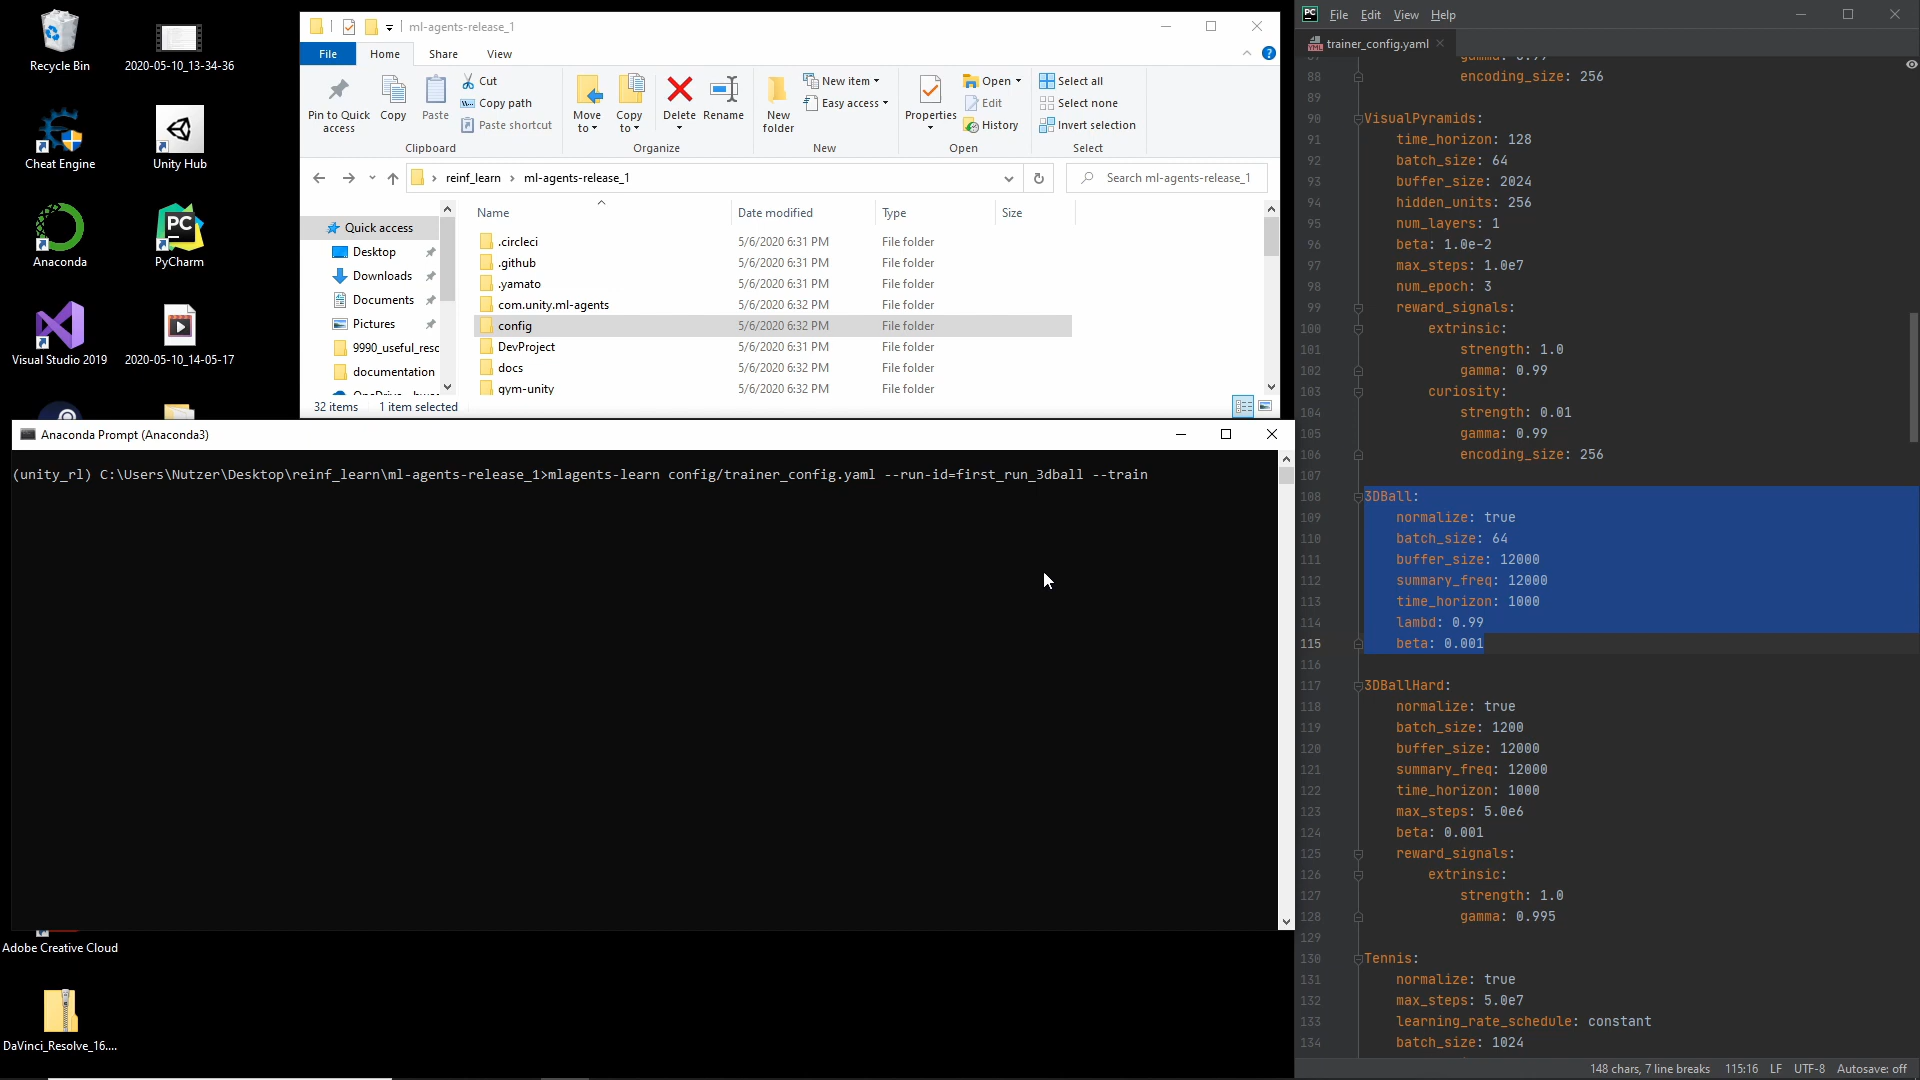 Recycle Bin
2020-05-10_13-34-36
Cheat Engine
Unity Hub
Anaconda
PyCharm
Visual Studio 2019
2020-05-10_14-05-17
Adobe Creative Cloud
DaVinci_Resolve_16....
ml-agents-release_1
File Home Share View
Pin to Quick access
Copy
Paste
Cut
Copy path
Paste shortcut
Clipboard
Move to
Copy to
Delete
Rename
Organize
New folder
New item
Easy access
New
Properties
Open
Edit
History
Open
Select all
Select none
Invert selection
Select
reinf_learn > ml-agents-release_1
Search ml-agents-release_1
Name Date modified Type Size
Quick access
Desktop
Downloads
Documents
Pictures
9990_useful_resc
documentation
.circleci 5/6/2020 6:31 PM File folder
.github 5/6/2020 6:31 PM File folder
.yamato 5/6/2020 6:31 PM File folder
com.unity.ml-agents 5/6/2020 6:32 PM File folder
config 5/6/2020 6:32 PM File folder
DevProject 5/6/2020 6:31 PM File folder
docs 5/6/2020 6:32 PM File folder
gym-unity 5/6/2020 6:32 PM File folder
32 items 1 item selected
Anaconda Prompt (Anaconda3)
(unity_rl) C:\Users\Nutzer\Desktop\reinf_learn\ml-agents-release_1>mlagents-learn config/trainer_config.yaml --run-id=first_run_3dball --train
PC File Edit View Help
trainer_config.yaml
88 encoding_size: 256
89
90 VisualPyramids:
91 time_horizon: 128
92 batch_size: 64
93 buffer_size: 2024
94 hidden_units: 256
95 num_layers: 1
96 beta: 1.0e-2
97 max_steps: 1.0e7
98 num_epoch: 3
99 reward_signals:
100 extrinsic:
101 strength: 1.0
102 gamma: 0.99
103 curiosity:
104 strength: 0.01
105 gamma: 0.99
106 encoding_size: 256
107
108 3DBall:
109 normalize: true
110 batch_size: 64
111 buffer_size: 12000
112 summary_freq: 12000
113 time_horizon: 1000
114 lambd: 0.99
115 beta: 0.001
116
117 3DBallHard:
118 normalize: true
119 batch_size: 1200
120 buffer_size: 12000
121 summary_freq: 12000
122 time_horizon: 1000
123 max_steps: 5.0e6
124 beta: 0.001
125 reward_signals:
126 extrinsic:
127 strength: 1.0
128 gamma: 0.995
129
130 Tennis:
131 normalize: true
132 max_steps: 5.0e7
133 learning_rate_schedule: constant
134 batch_size: 1024
148 chars, 7 line breaks 115:16 LF UTF-8 Autosave: off